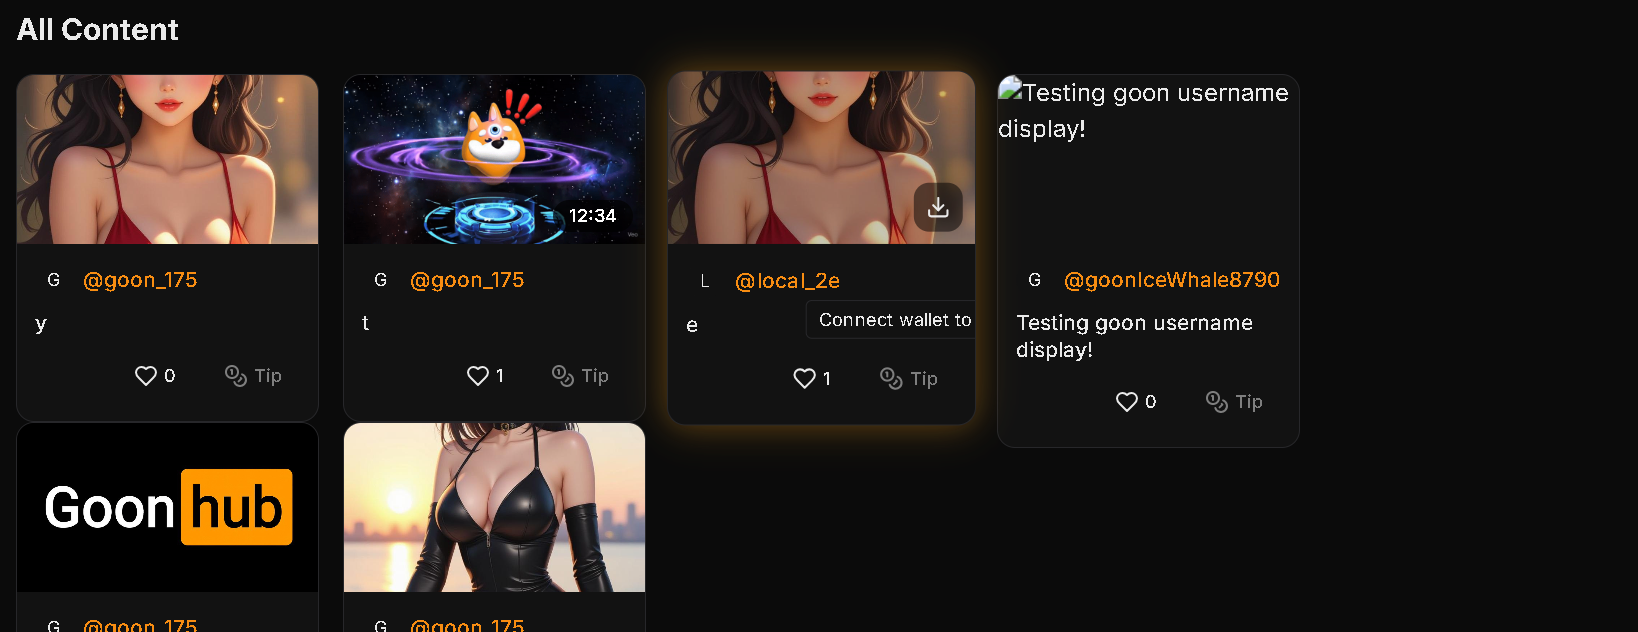 All Content
12:34
G @goon_175
y
0 Tip
G @goon_175
t
1 Tip
L @local_2e
Connect wallet to
e
1 Tip
Testing goon username
display!
G @goonIceWhale8790
Testing goon username
display!
0 Tip
Goon hub
G @goon_175
Veo
G @goon_175